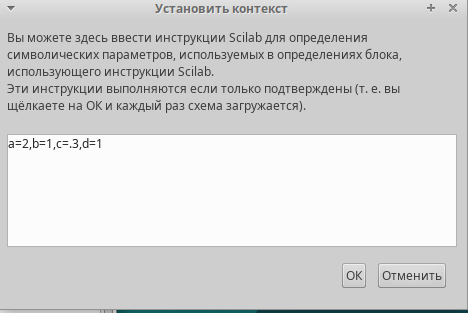 Установить контекст
Вы можете здесь ввести инструкции Scilab для определения
символических параметров, используемых в определениях блока,
использующего инструкции Scilab.
Эти инструкции выполняются если только подтверждены (т. е. вы
щёлкаете на ОК и каждый раз схема загружается).
a=2,b=1,c=.3,d=1
ОК Отменить